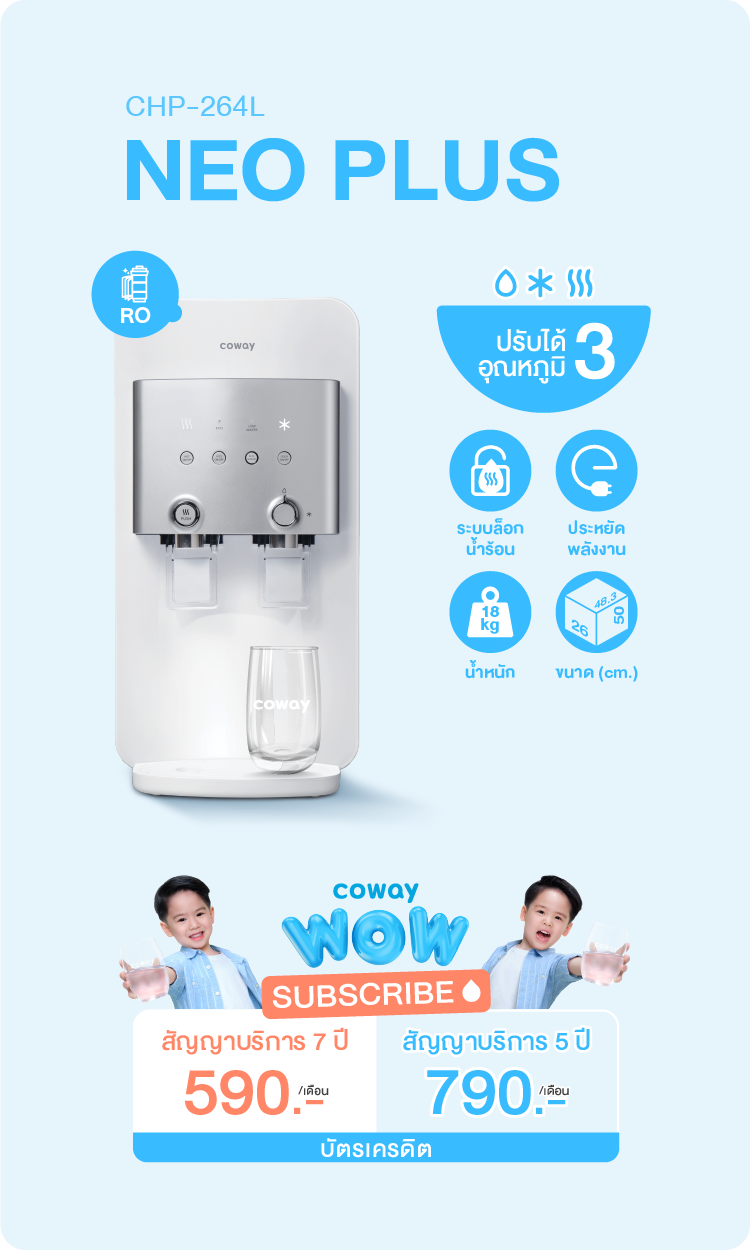 CHP-264L
NEO PLUS
RO
coway
ปรับได้
อุณหภูมิ 3
PUSH
ระบบล็อก
น้ำร้อน
ประหยัด
พลังงาน
18
kg
48.3
26
50
น้ำหนัก
ขนาด (cm.)
coway
coway
WOW
SUBSCRIBE
สัญญาบริการ 7 ปี
590.- /เดือน
สัญญาบริการ 5 ปี
790.- /เดือน
บัตรเครดิต